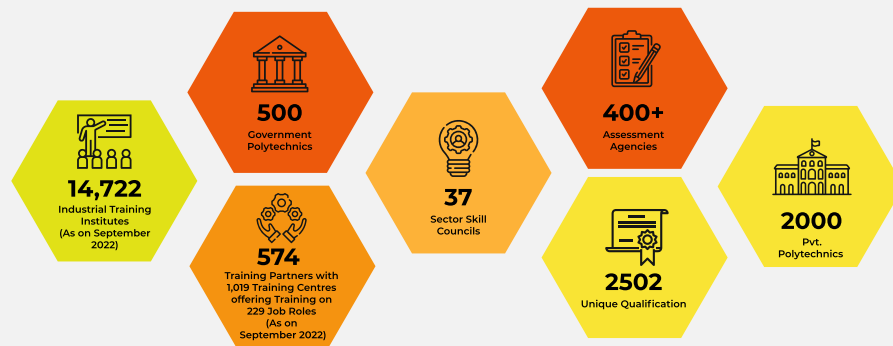 14,722
Industrial Training
Institutes
(As on September
2022)
500
Government
Polytechnics
574
Training Partners with
1,019 Training Centres
offering Training on
229 Job Roles
(As on
September 2022)
37
Sector Skill
Councils
400+
Assessment
Agencies
2502
Unique Qualification
2000
Pvt.
Polytechnics